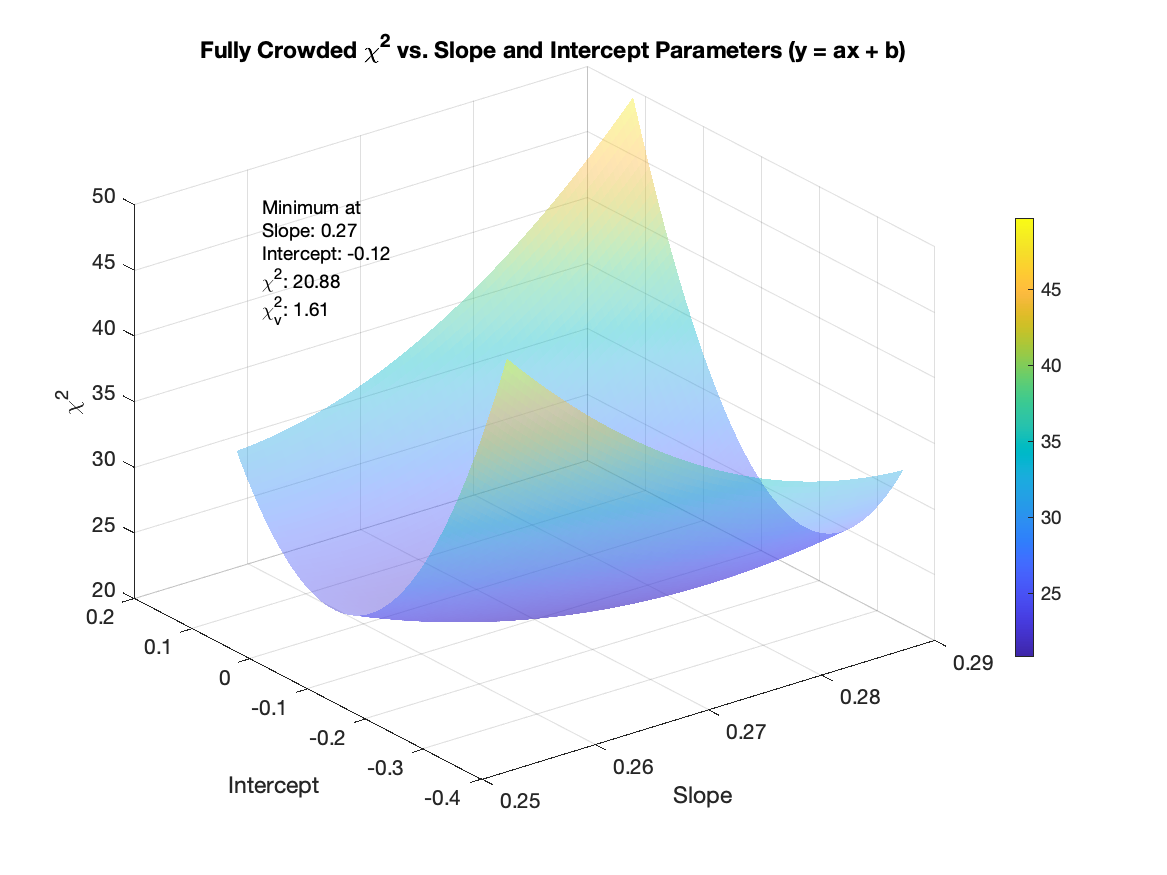 Fully Crowded χ² vs. Slope and Intercept Parameters (y = ax + b)
Minimum at
Slope: 0.27
Intercept: -0.12
χ²: 20.88
χ²ᵥ: 1.61
χ²
50
45
40
35
30
25
20
0.2
0.1
0
-0.1
-0.2
-0.3
-0.4
Intercept
0.25
0.26
0.27
0.28
0.29
Slope
45
40
35
30
25